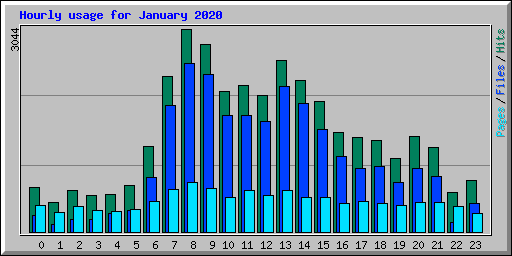 Hourly usage for January 2020
3044
Pages/Files/Hits
0 1 2 3 4 5 6 7 8 9 10 11 12 13 14 15 16 17 18 19 20 21 22 23